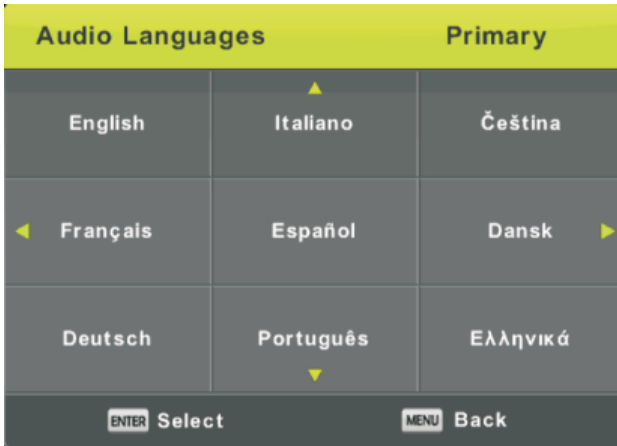 Audio Languages Primary
English Italiano Čeština
Français Español Dansk
Deutsch Português Ελληνικά
ENTER Select MENU Back